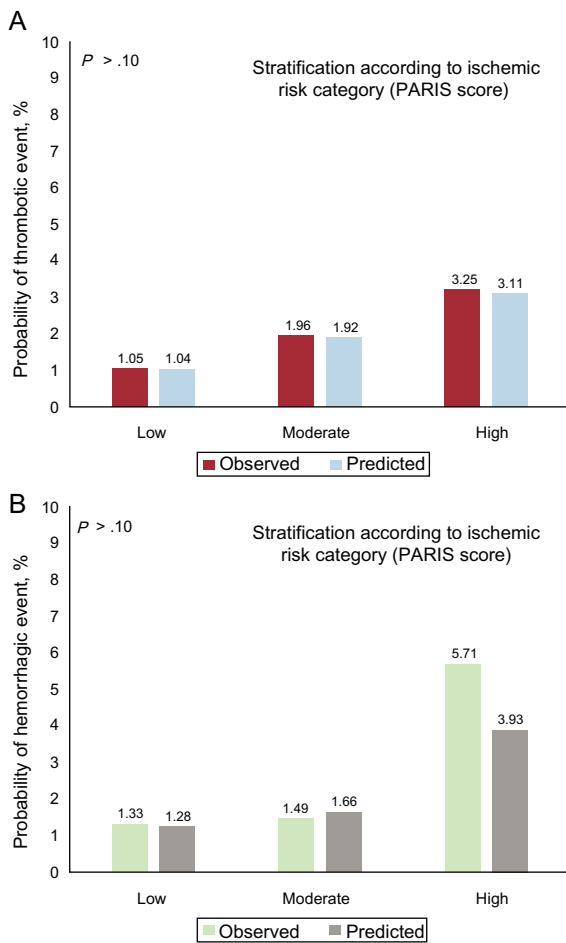 A
P > .10
Stratification according to ischemic
risk category (PARIS score)
Probability of thrombotic event, %
10
9
8
7
6
5
4
3
2
1
0
1.05
1.04
1.96
1.92
3.25
3.11
Low
Moderate
High
Observed
Predicted
B
P > .10
Stratification according to ischemic
risk category (PARIS score)
Probability of hemorrhagic event, %
10
9
8
7
6
5
4
3
2
1
0
1.33
1.28
1.49
1.66
5.71
3.93
Low
Moderate
High
Observed
Predicted